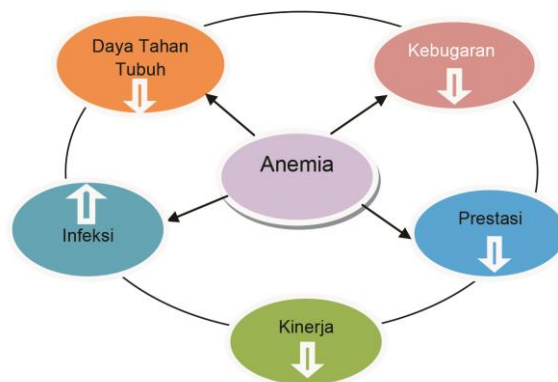 Daya Tahan
Tubuh
Kebugaran
Anemia
Infeksi
Prestasi
Kinerja